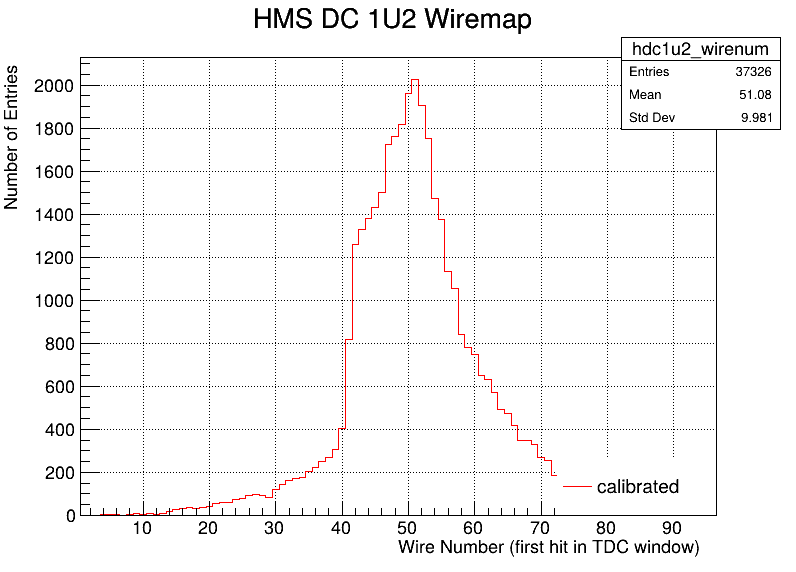 HMS DC 1U2 Wiremap
hdc1u2_wirenum
Entries 37326
Mean 51.08
Std Dev 9.981
Number of Entries
2000
1800
1600
1400
1200
1000
800
600
400
200
0
calibrated
10 20 30 40 50 60 70 80 90
Wire Number (first hit in TDC window)